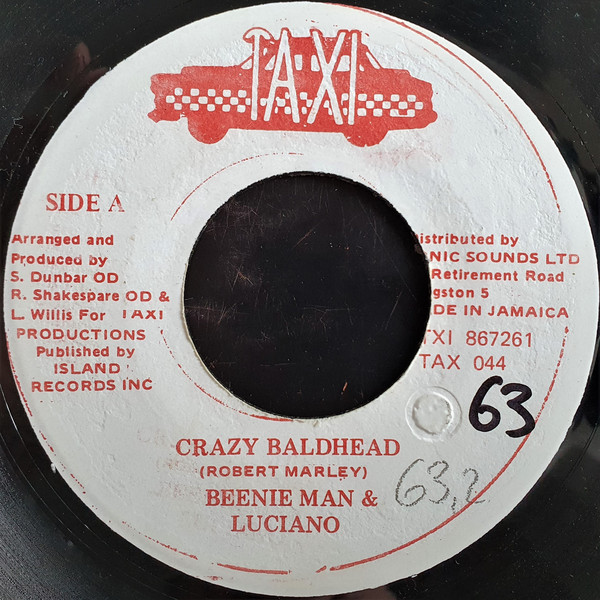 TAXI
SIDE A
Arranged and
Produced by
S. Dunbar OD.
R. Shakespare OD &
L. Willis For TAXI
PRODUCTIONS
Published by
ISLAND
RECORDS INC
istributed by
NIC SOUNDS LTD
Retirement Road
gston 5
DE IN JAMAICA
TXI 867261
TAX 044
63
CRAZY BALDHEAD
(ROBERT MARLEY)
BEENIE MAN &
LUCIANO
63,2